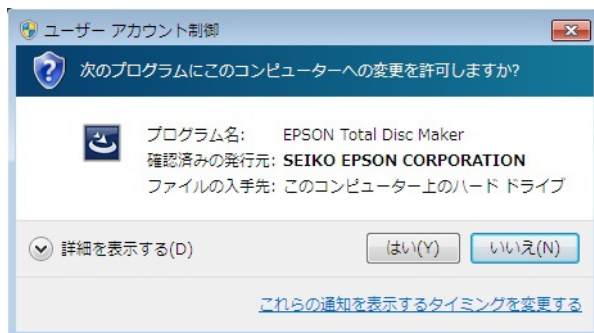 ユーザー アカウント制御
次のプログラムにこのコンピューターへの変更を許可しますか?
プログラム名: EPSON Total Disc Maker
確認済みの発行元: SEIKO EPSON CORPORATION
ファイルの入手先: このコンピューター上のハード ドライブ
詳細を表示する(D) はい(Y) いいえ(N)
これらの通知を表示するタイミングを変更する